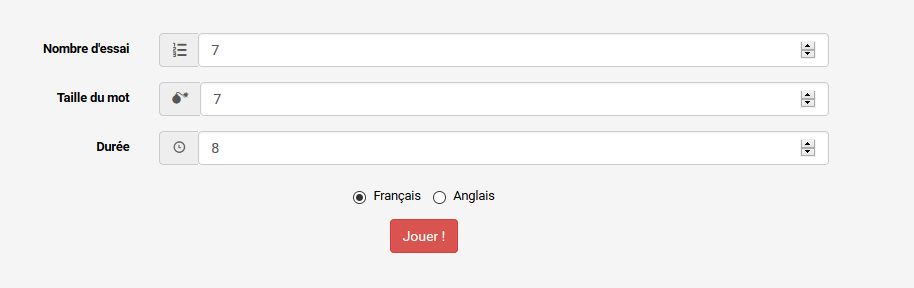 Nombre d'essai 7
Taille du mot 7
Durée 8
Français Anglais
Jouer !